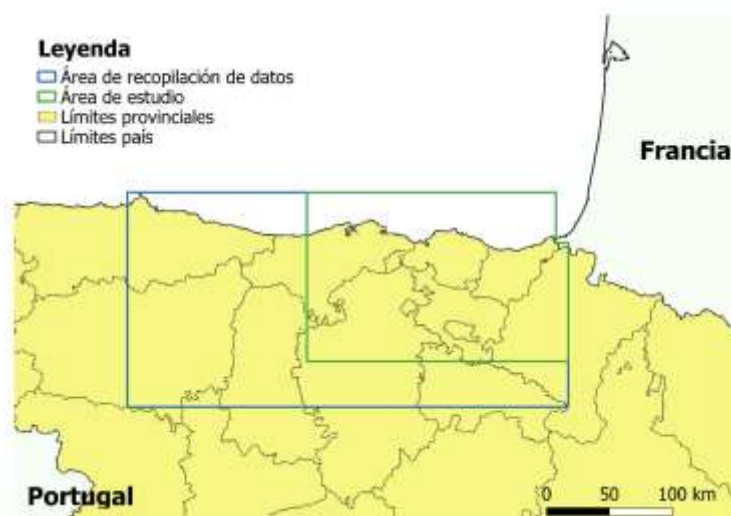 Leyenda
Área de recopilación de datos
Área de estudio
Límites provinciales
Límites país
Francia
Portugal
0 50 100 km